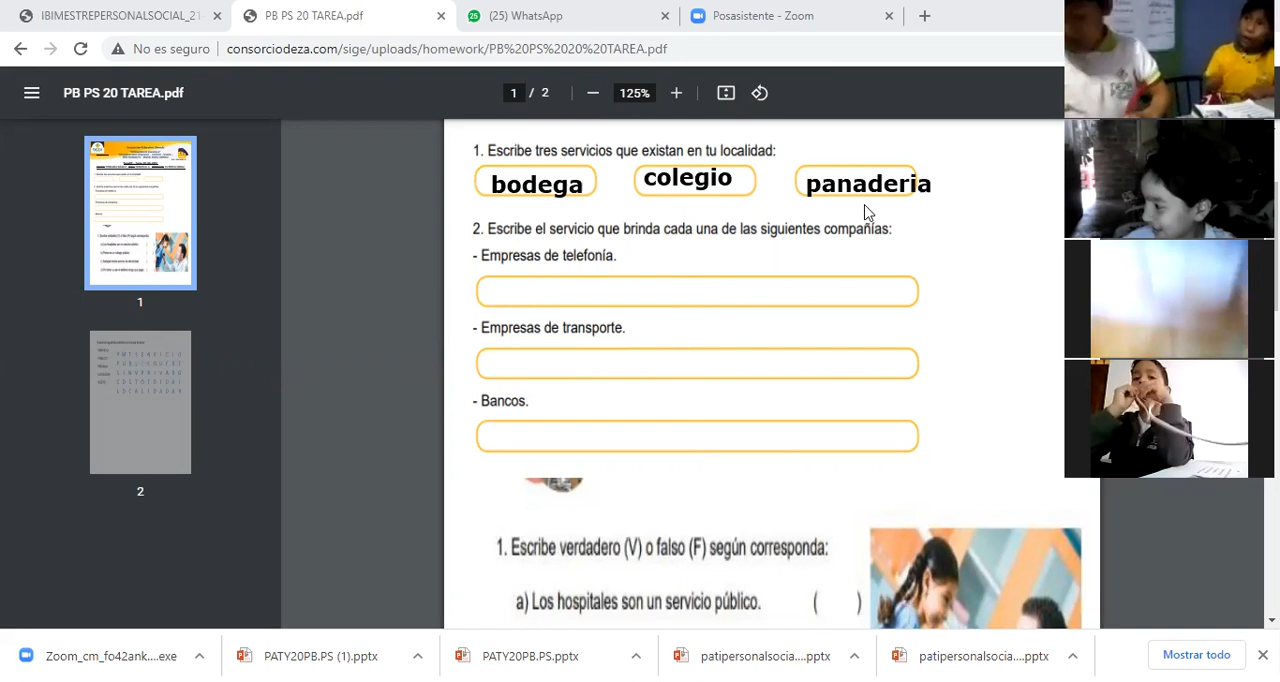 IBIMESTREPERSONALSOCIAL_21-
PB PS 20 TAREA.pdf
(25) WhatsApp
Posasistente - Zoom
No es seguro
consorciodeza.com/sige/uploads/homework/PB%20PS%2020%20TAREA.pdf
PB PS 20 TAREA.pdf
1 / 2
125%
1
2
1. Escribe tres servicios que existan en tu localidad:
bodega
colegio
panaderia
2. Escribe el servicio que brinda cada una de las siguientes compañías:
- Empresas de telefonía.
- Empresas de transporte.
- Bancos.
1. Escribe verdadero (V) o falso (F) según corresponda:
a) Los hospitales son un servicio público. ( )
Zoom_cm_fo42ank....exe
PATY20PB.PS (1).pptx
PATY20PB.PS.pptx
patipersonalsocia....pptx
patipersonalsocia....pptx
Mostrar todo